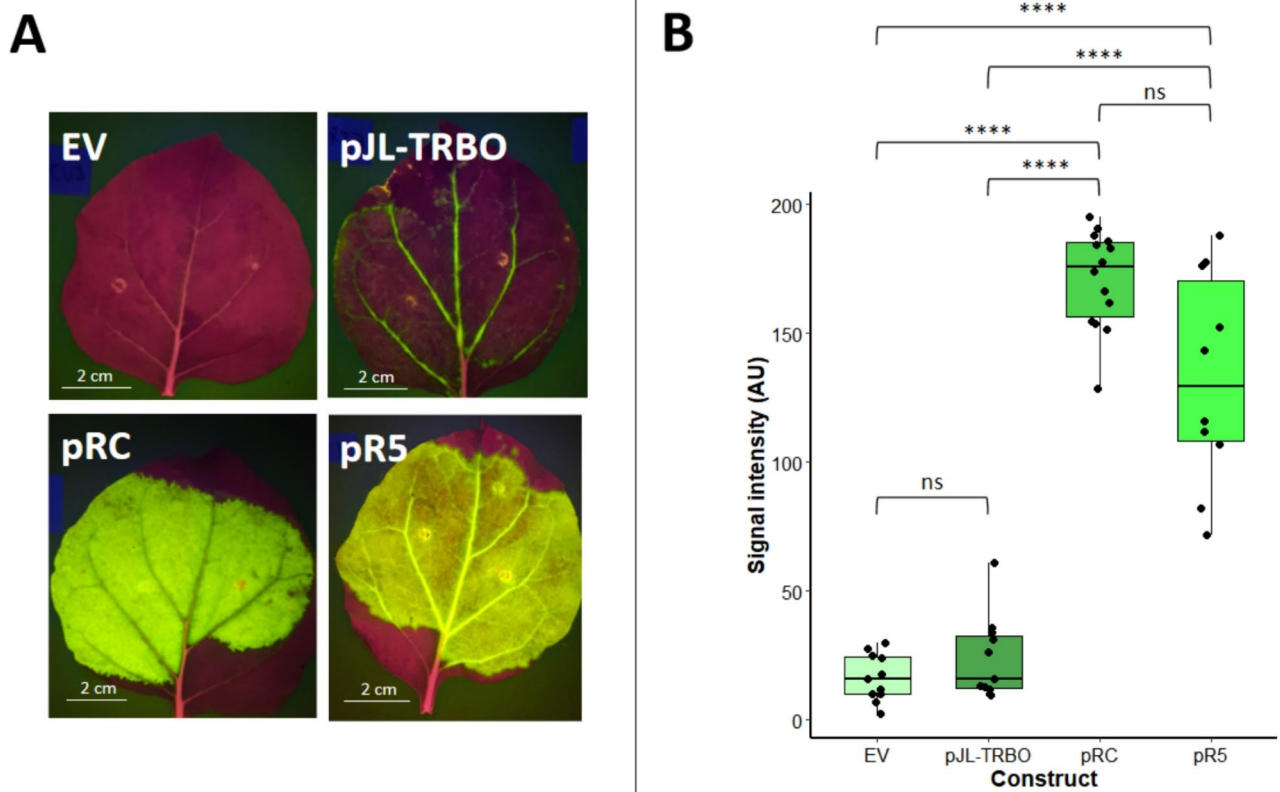 A
EV
2 cm
pJL-TRBO
2 cm
pRC
2 cm
pR5
2 cm
B
****
****
ns
****
****
ns
200
150
100
50
0
Signal intensity (AU)
EV
pJL-TRBO
pRC
pR5
Construct